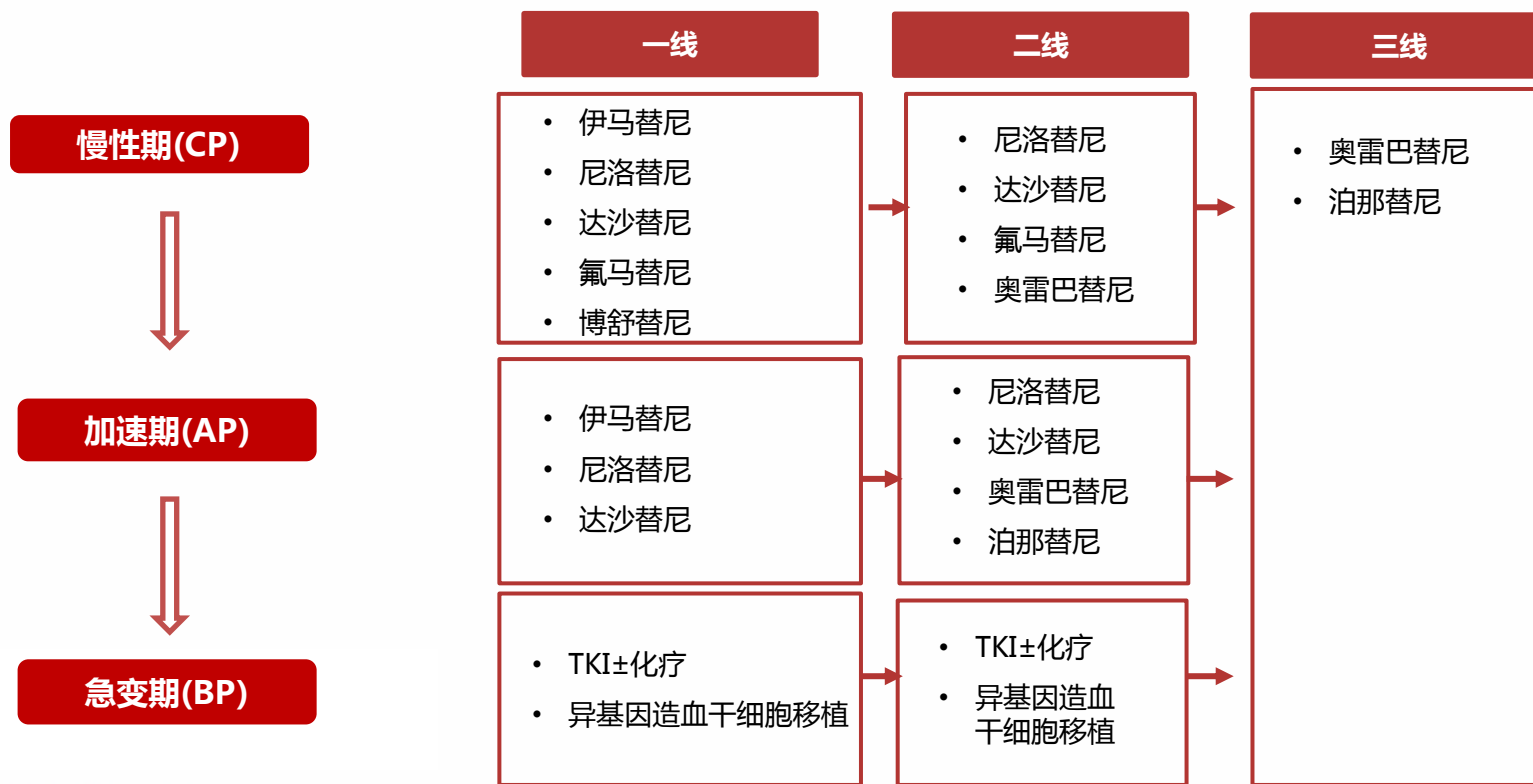 一线
二线
三线
慢性期(CP)
• 伊马替尼
• 尼洛替尼
• 达沙替尼
• 氟马替尼
• 博舒替尼
• 尼洛替尼
• 达沙替尼
• 氟马替尼
• 奥雷巴替尼
• 奥雷巴替尼
• 泊那替尼
加速期(AP)
• 伊马替尼
• 尼洛替尼
• 达沙替尼
• 尼洛替尼
• 达沙替尼
• 奥雷巴替尼
• 泊那替尼
急变期(BP)
• TKI±化疗
• 异基因造血干细胞移植
• TKI±化疗
• 异基因造血
干细胞移植